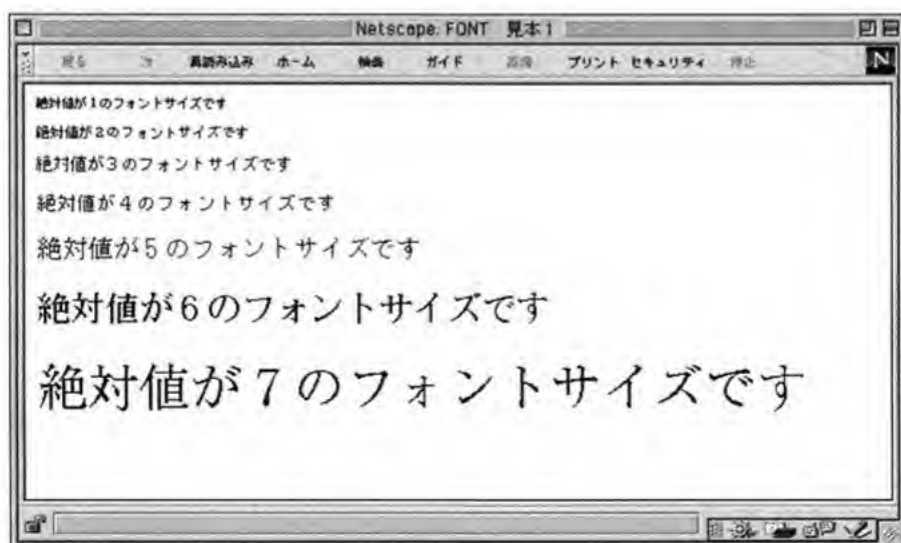 Netscape: FONT 見本1
戻る 次 再読み込み ホーム 検索 ガイド 画像 プリント セキュリティ 停止
N
絶対値が1のフォントサイズです
絶対値が2のフォントサイズです
絶対値が3のフォントサイズです
絶対値が4のフォントサイズです
絶対値が5のフォントサイズです
絶対値が6のフォントサイズです
絶対値が7のフォントサイズです